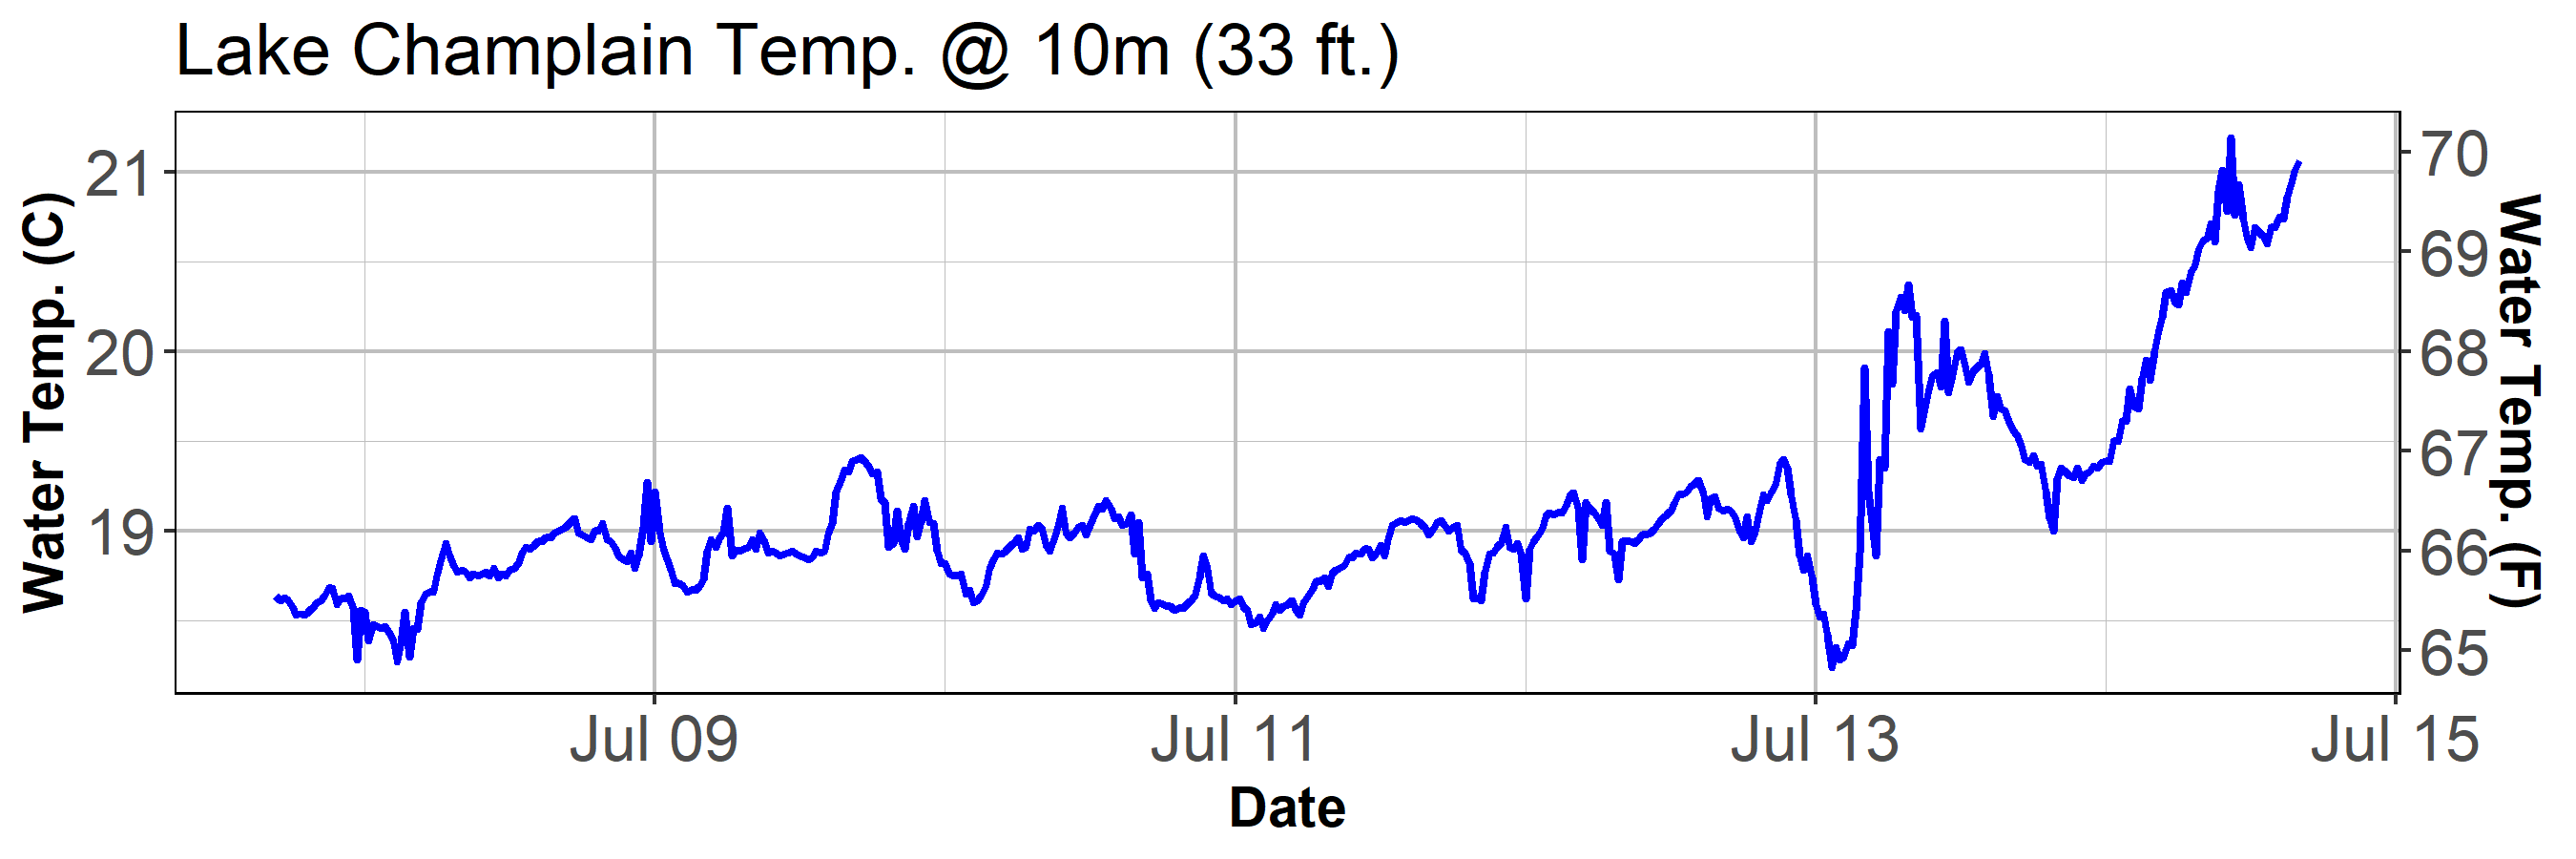 Lake Champlain Temp. @ 10m (33 ft.)
Water Temp. (C)
21
20
19
70
69
68
67
66
65
Water Temp. (F)
Jul 09
Jul 11
Jul 13
Jul 15
Date